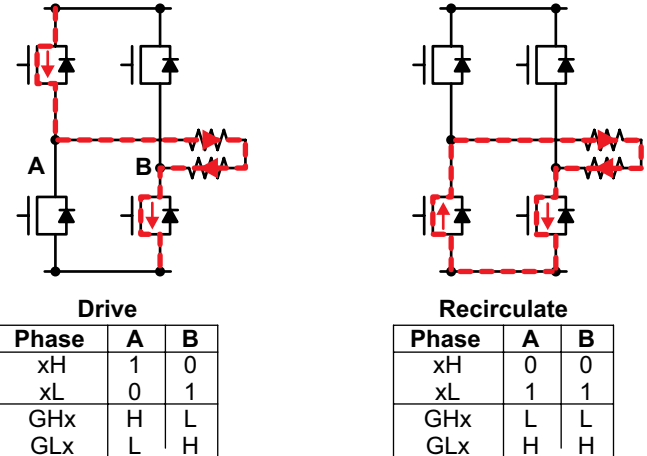 A B
Drive
Phase A B
xH 1 0
xL 0 1
GHx H L
GLx L H
Recirculate
Phase A B
xH 0 0
xL 1 1
GHx L L
GLx H H